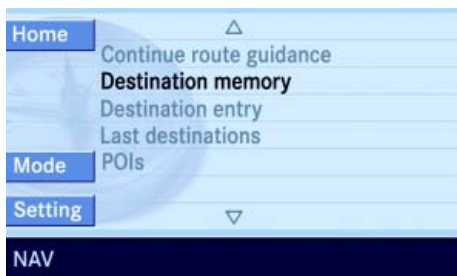 Home
Continue route guidance
Destination memory
Destination entry
Last destinations
Mode
POIs
Setting
NAV